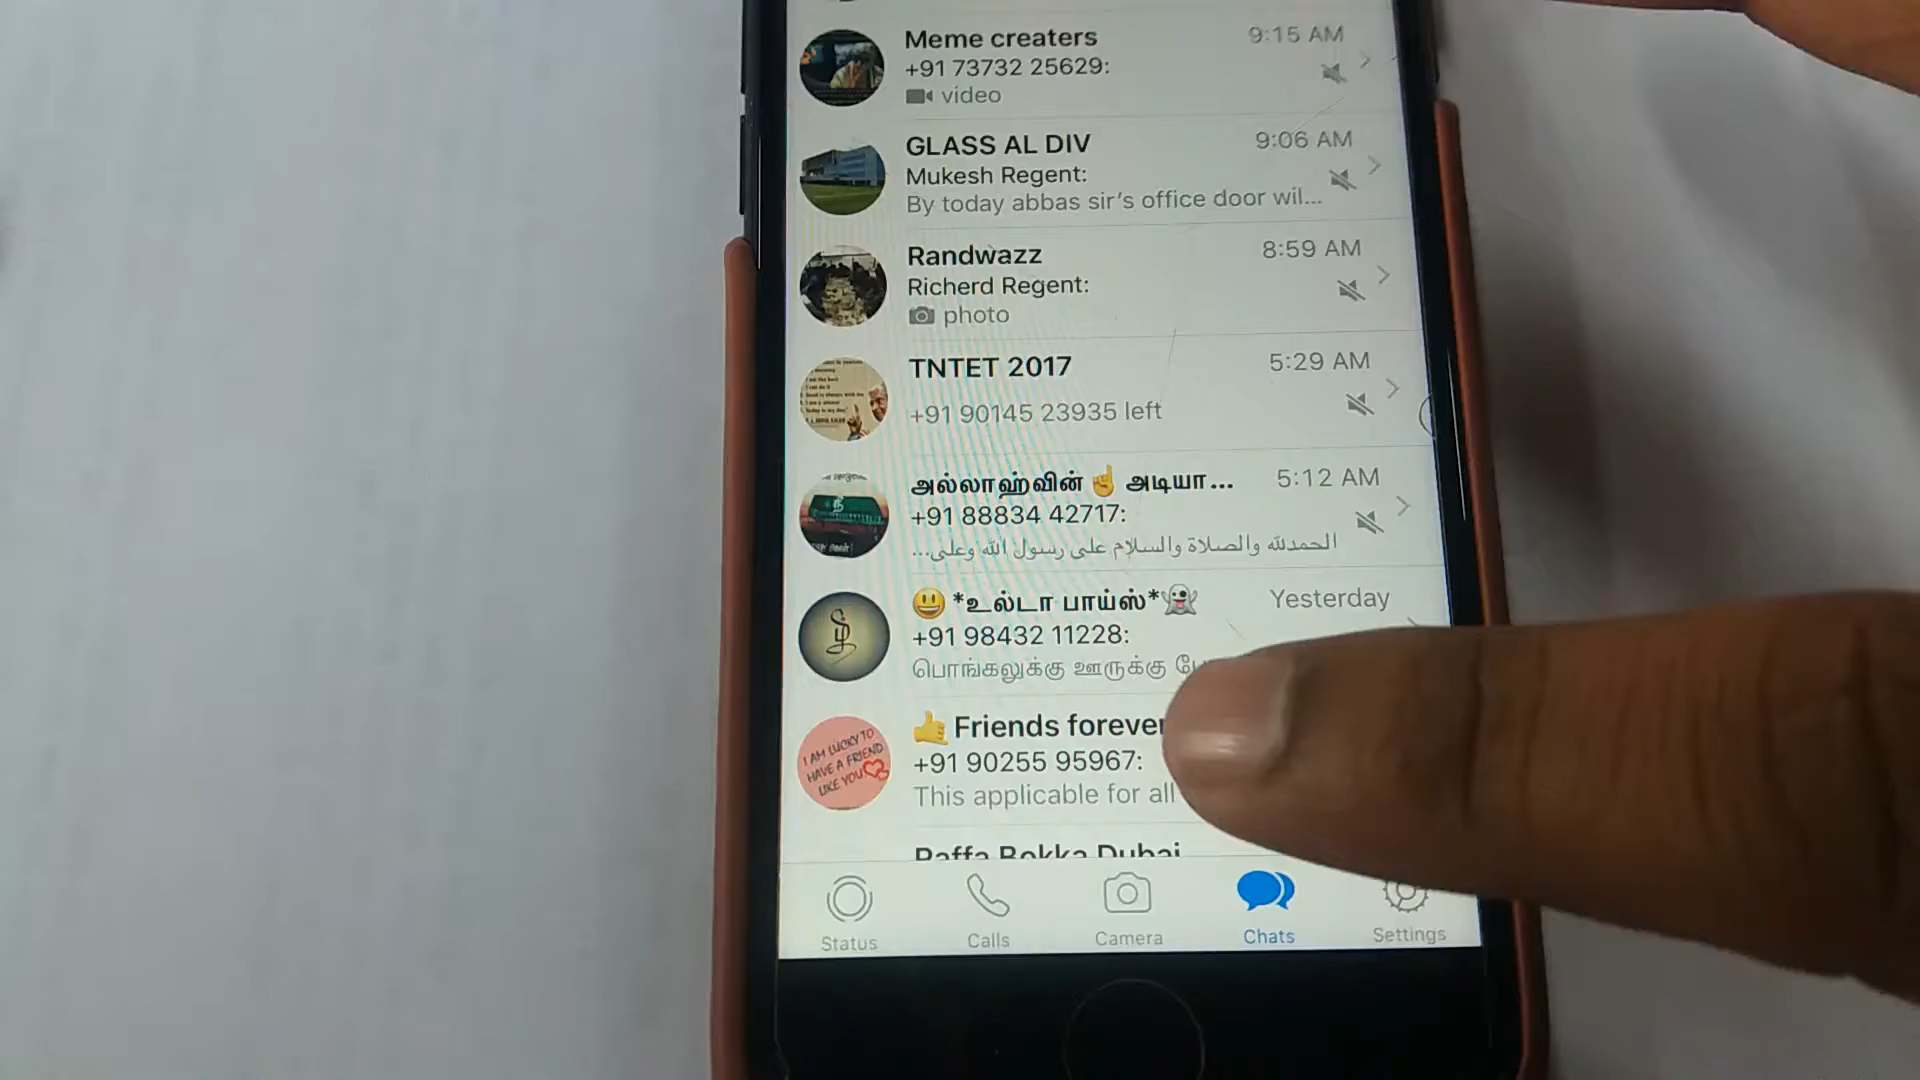 Meme creaters
9:15 AM
+91 73732 25629:
video
GLASS AL DIV
9:06 AM
Mukesh Regent:
By today abbas sir's office door wil...
Randwazz
8:59 AM
Richerd Regent:
photo
TNTET 2017
5:29 AM
+91 90145 23935 left
அல்லாஹ்வின் ☝️ அடியா...
5:12 AM
+91 88834 42717:
الحمدلله والصلاة والسلام على رسول الله وعلى...
😃 *உல்டா பாய்ஸ்*👻
Yesterday
+91 98432 11228:
பொங்கலுக்கு ஊருக்கு
🤙 Friends forever
+91 90255 95967:
This applicable for all
I AM LUCKY TO
HAVE A FRIEND
LIKE YOU
Raffa Bokka Dubai
Status
Calls
Camera
Chats
Settings